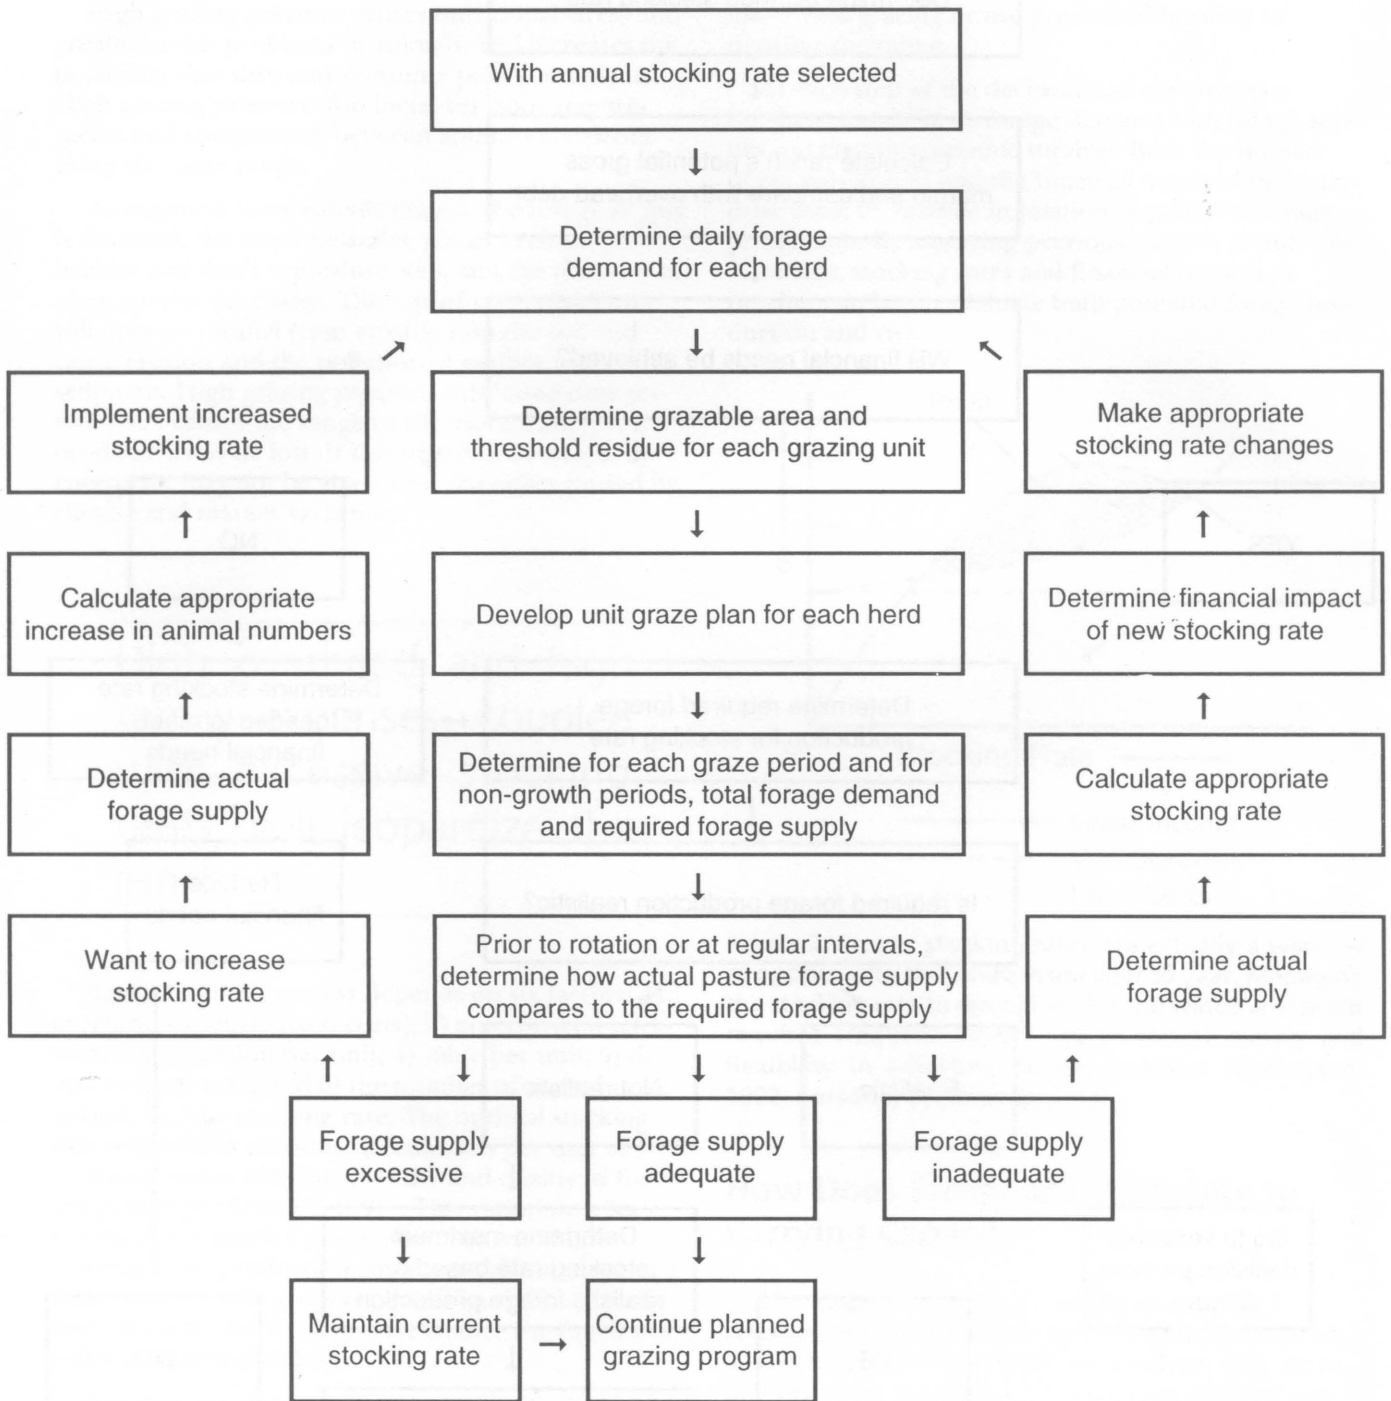 With annual stocking rate selected
Determine daily forage
demand for each herd
Implement increased
stocking rate
Determine grazable area and
threshold residue for each grazing unit
Make appropriate
stocking rate changes
Calculate appropriate
increase in animal numbers
Develop unit graze plan for each herd
Determine financial impact
of new stocking rate
Determine actual
forage supply
Determine for each graze period and for
non-growth periods, total forage demand
and required forage supply
Calculate appropriate
stocking rate
Want to increase
stocking rate
Prior to rotation or at regular intervals,
determine how actual pasture forage supply
compares to the required forage supply
Determine actual
forage supply
Forage supply
excessive
Forage supply
adequate
Forage supply
inadequate
Maintain current
stocking rate
Continue planned
grazing program